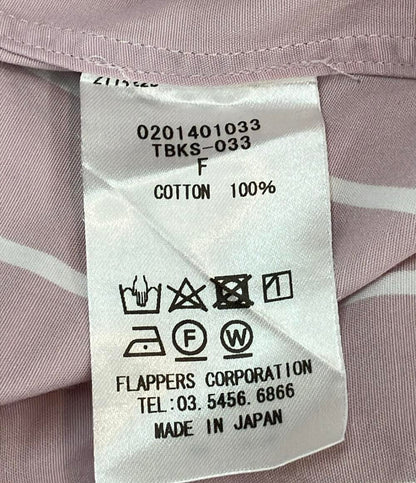 0201401033
TBKS-033
F
COTTON 100%
F W
FLAPPERS CORPORATION
TEL:03.5456.6866
MADE IN JAPAN